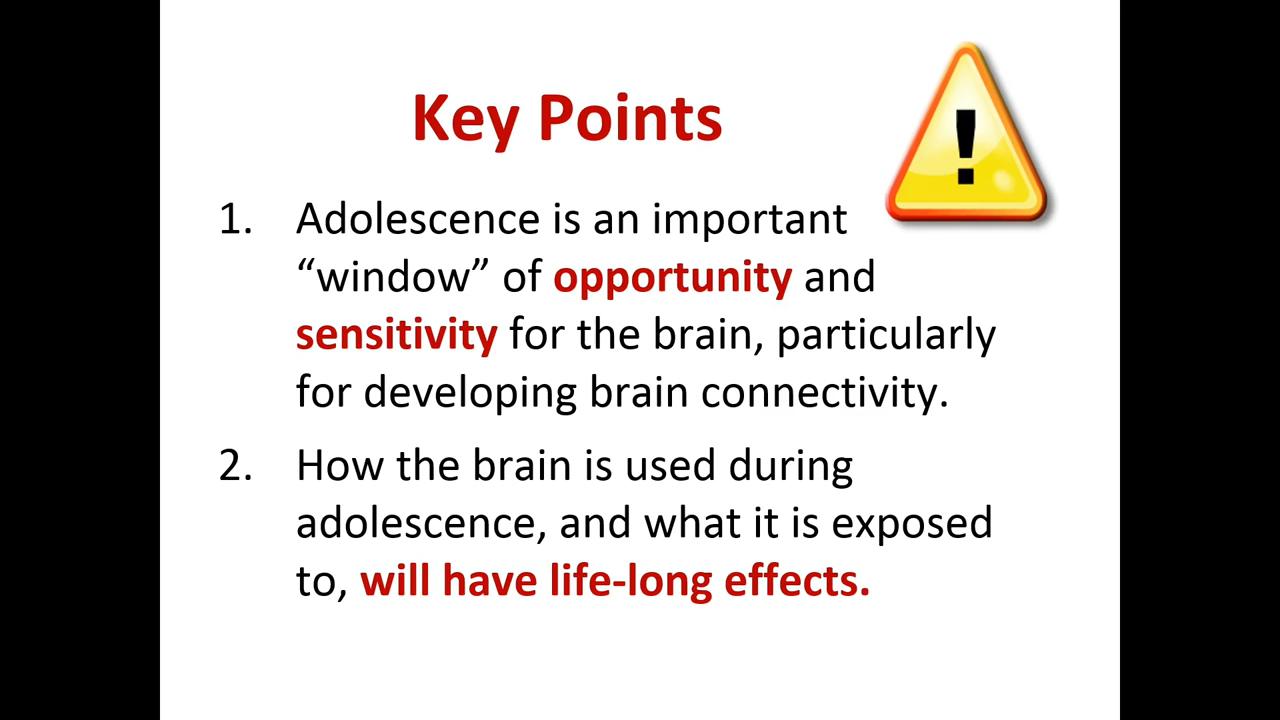 Key Points
1. Adolescence is an important
“window” of opportunity and
sensitivity for the brain, particularly
for developing brain connectivity.
2. How the brain is used during
adolescence, and what it is exposed
to, will have life-long effects.
!